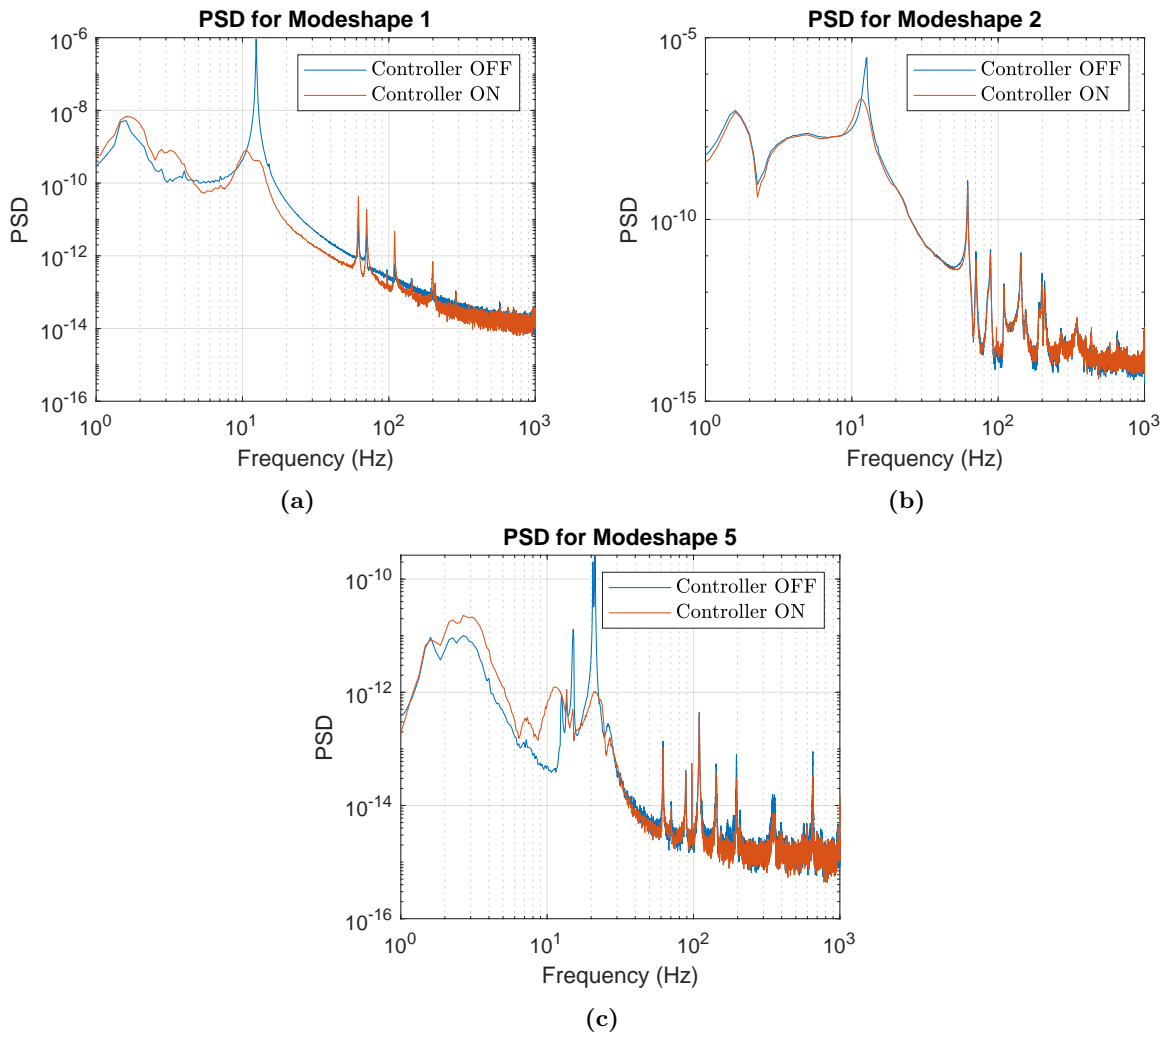 PSD for Modeshape 1
10^-6
10^-8
10^-10
10^-12
10^-14
10^-16
PSD
Controller OFF
Controller ON
10^0 10^1 10^2 10^3
Frequency (Hz)
(a)
PSD for Modeshape 2
10^-5
10^-10
10^-15
PSD
Controller OFF
Controller ON
10^0 10^1 10^2 10^3
Frequency (Hz)
(b)
PSD for Modeshape 5
10^-10
10^-12
10^-14
10^-16
PSD
Controller OFF
Controller ON
10^0 10^1 10^2 10^3
Frequency (Hz)
(c)